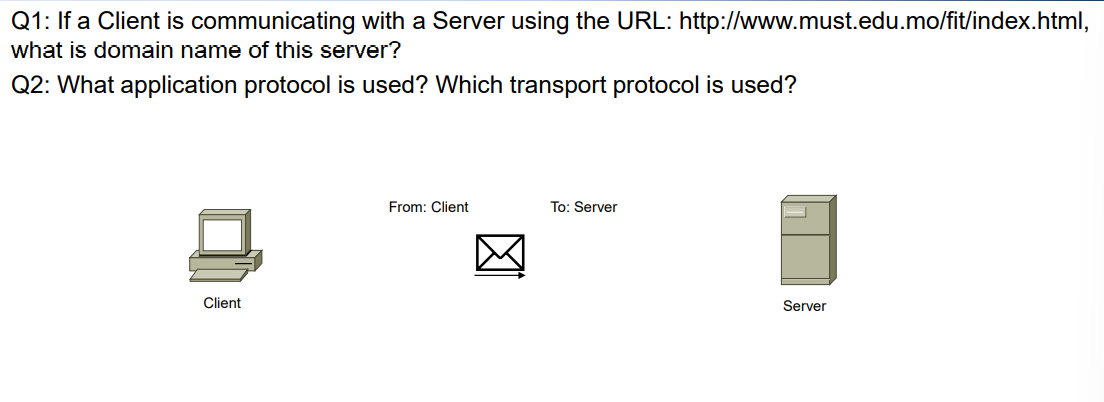 Q1: If a Client is communicating with a Server using the URL: http://www.must.edu.mo/fit/index.html,
what is domain name of this server?
Q2: What application protocol is used? Which transport protocol is used?
From: Client
To: Server
Client
Server